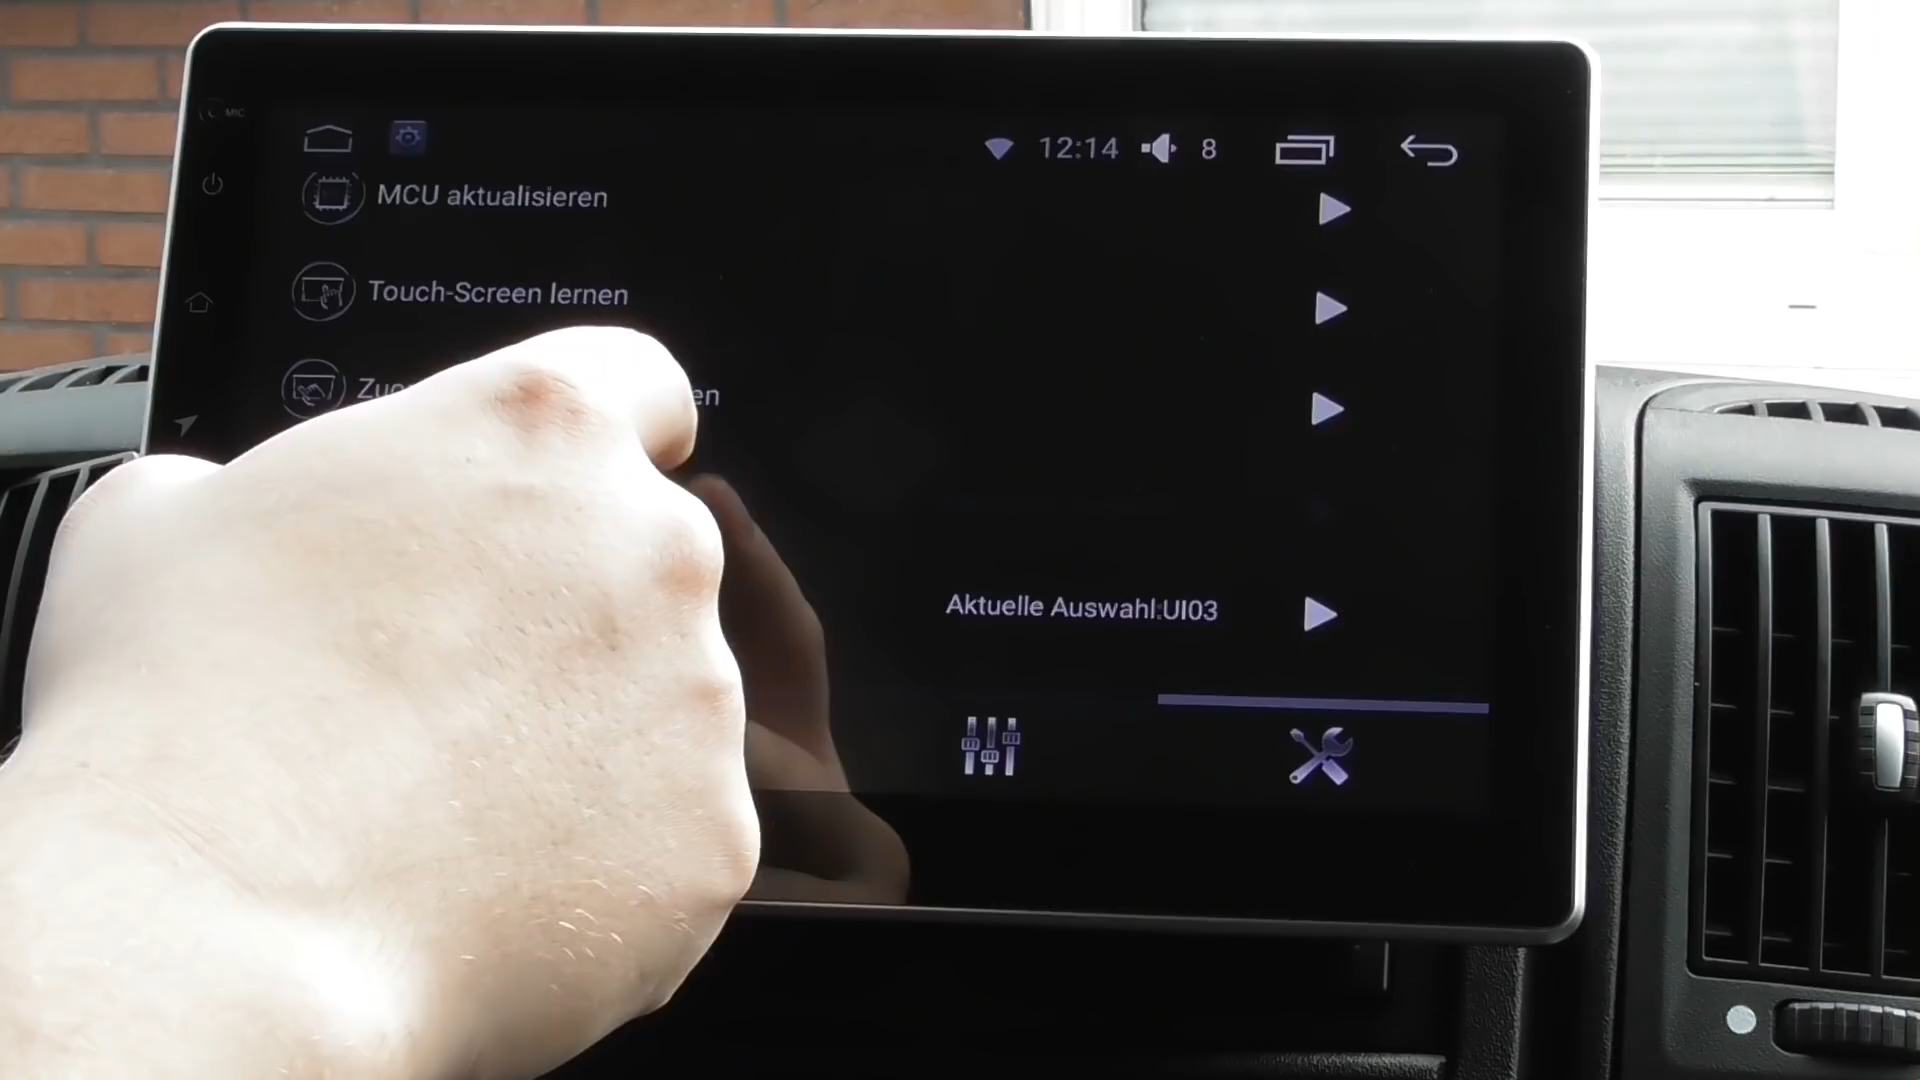 MIC
12:14 8
MCU aktualisieren
Touch-Screen lernen
Aktuelle Auswahl:UI03